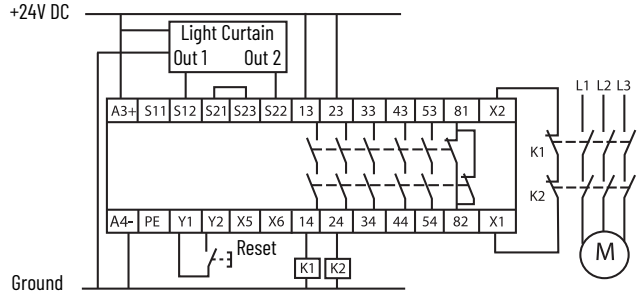 +24V DC
Light Curtain
Out 1 Out 2
A3+ S11 S12 S21 S23 S22 13 23 33 43 53 81 X2
L1 L2 L3
K1
K2
A4- PE Y1 Y2 X5 X6 14 24 34 44 54 82 X1
Reset
K1 K2
M
Ground